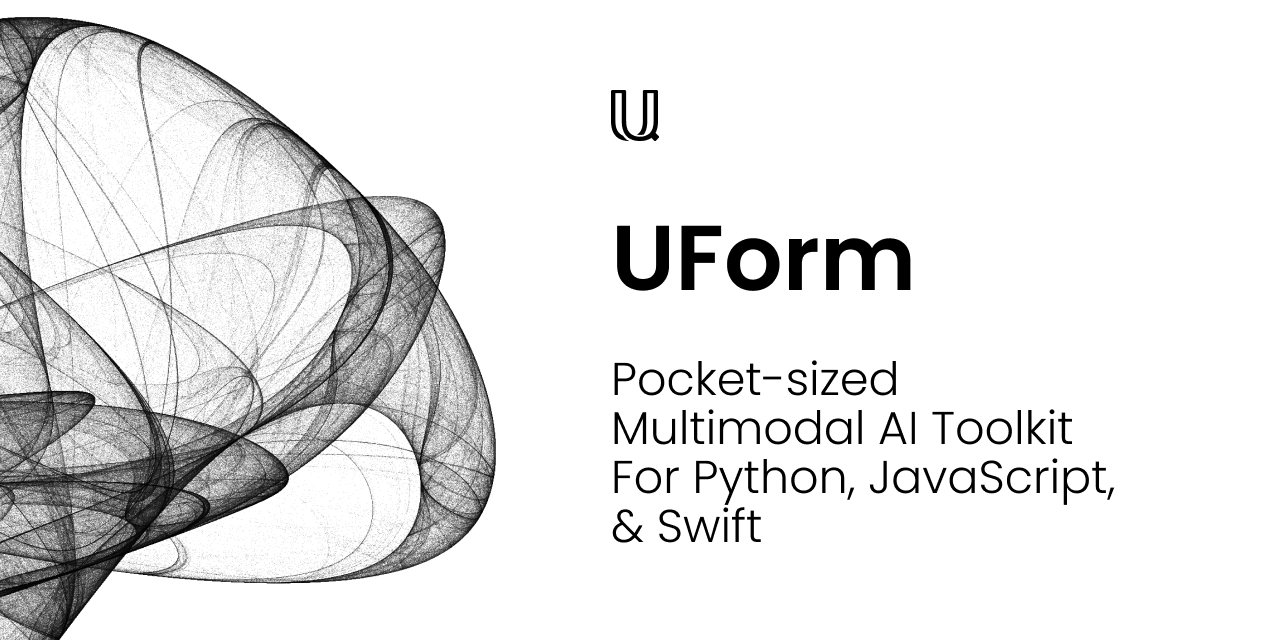 U
UForm
Pocket-sized
Multimodal AI Toolkit
For Python, JavaScript,
& Swift